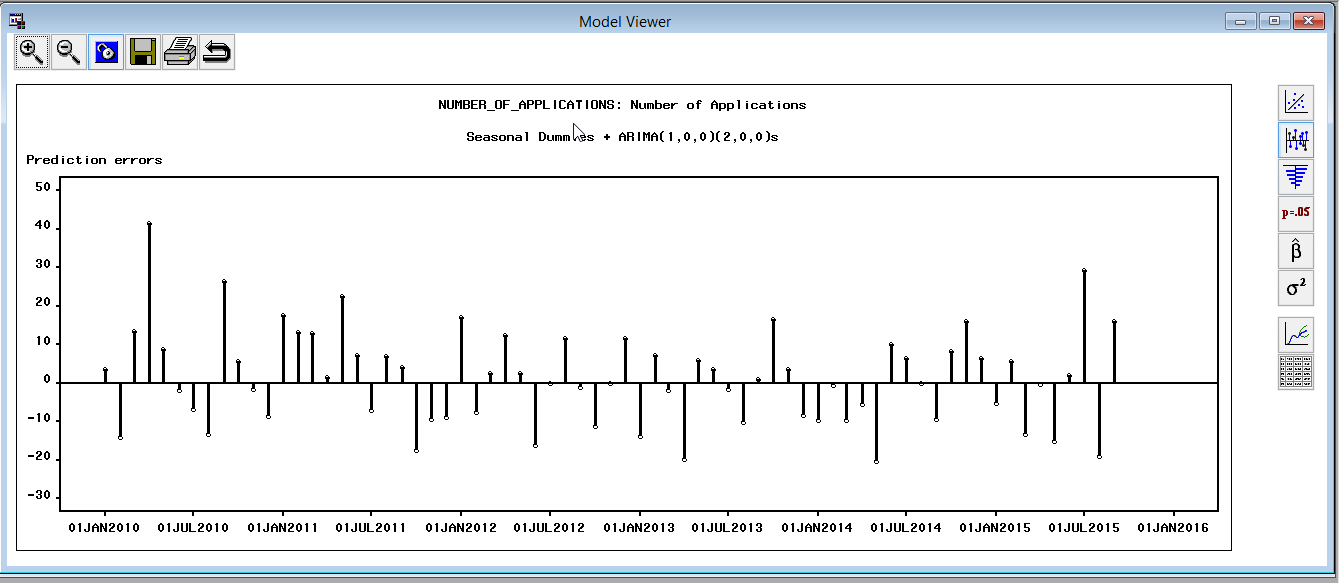 Model Viewer
NUMBER_OF_APPLICATIONS: Number of Applications
Seasonal Dummies + ARIMA(1,0,0)(2,0,0)s
Prediction errors
50
40
30
20
10
0
-10
-20
-30
01JAN2010 01JUL2010 01JAN2011 01JUL2011 01JAN2012 01JUL2012 01JAN2013 01JUL2013 01JAN2014 01JUL2014 01JAN2015 01JUL2015 01JAN2016
p=.05
β̂
σ²